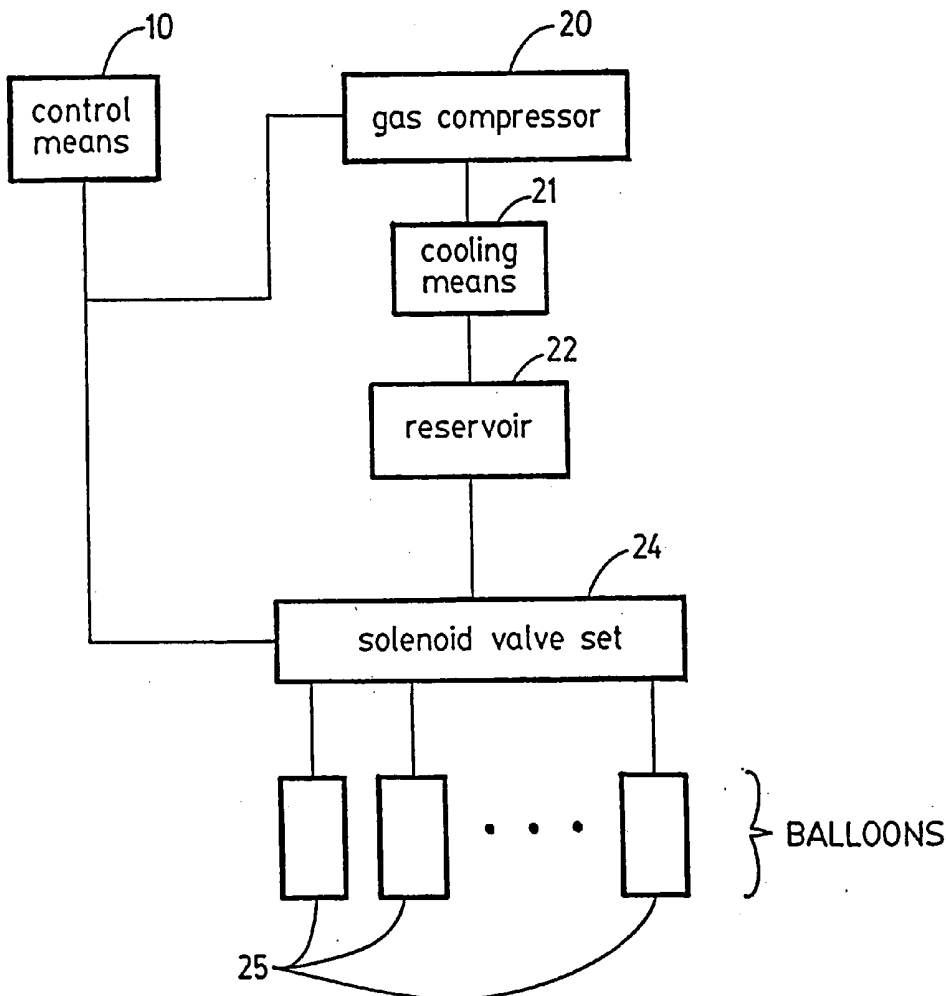 10
control
means
20
gas compressor
21
cooling
means
22
reservoir
24
solenoid valve set
BALLOONS
25